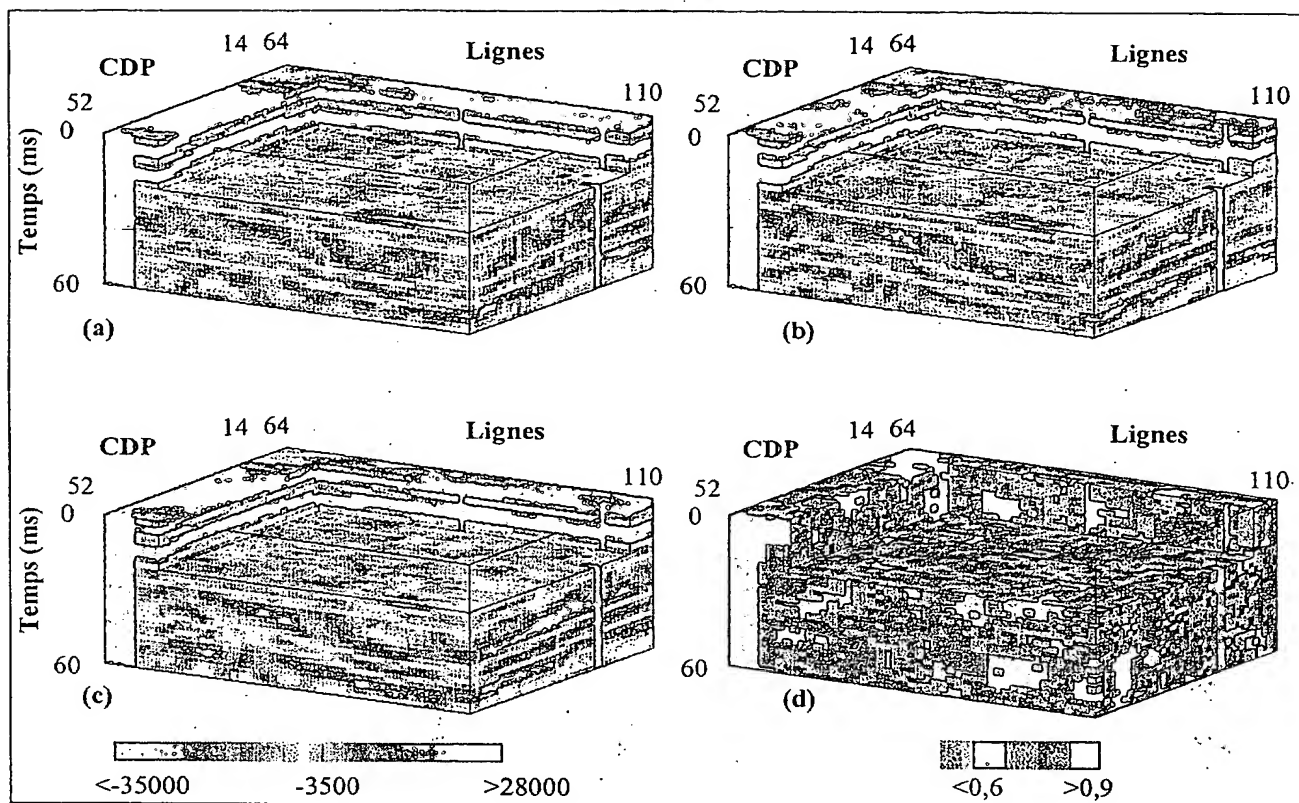 14 64 Lignes
CDP
52 110
0
Temps (ms)
60
(a)
14 64 Lignes
CDP
52 110
0
60
(b)
14 64 Lignes
CDP
52 110
0
Temps (ms)
60
(c)
14 64 Lignes
CDP
52 110
0
60
(d)
<-35000 -3500 >28000
<0,6 >0,9